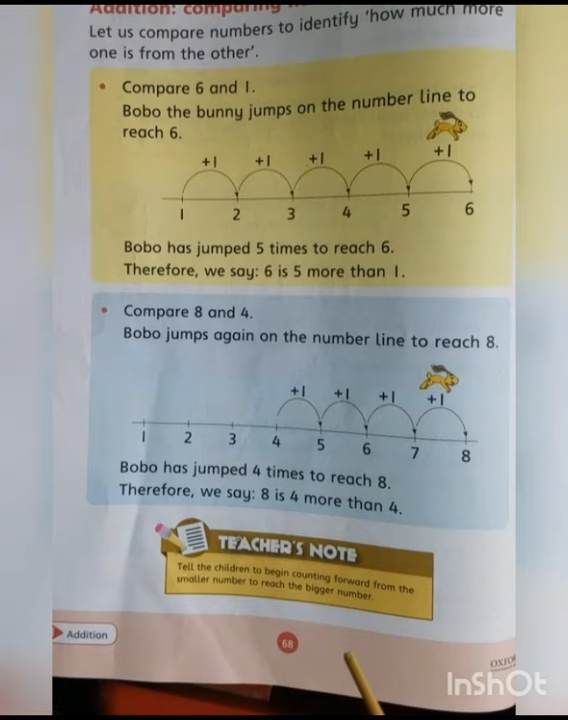 Addition: comparing
Let us compare numbers to identify 'how much more
one is from the other'.
• Compare 6 and 1.
Bobo the bunny jumps on the number line to
reach 6.
+1 +1 +1 +1 +1
1 2 3 4 5 6
Bobo has jumped 5 times to reach 6.
Therefore, we say: 6 is 5 more than 1.
• Compare 8 and 4.
Bobo jumps again on the number line to reach 8.
+1 +1 +1 +1
1 2 3 4 5 6 7 8
Bobo has jumped 4 times to reach 8.
Therefore, we say: 8 is 4 more than 4.
TEACHER'S NOTE
Tell the children to begin counting forward from the
smaller number to reach the bigger number.
Addition
68
InShOt